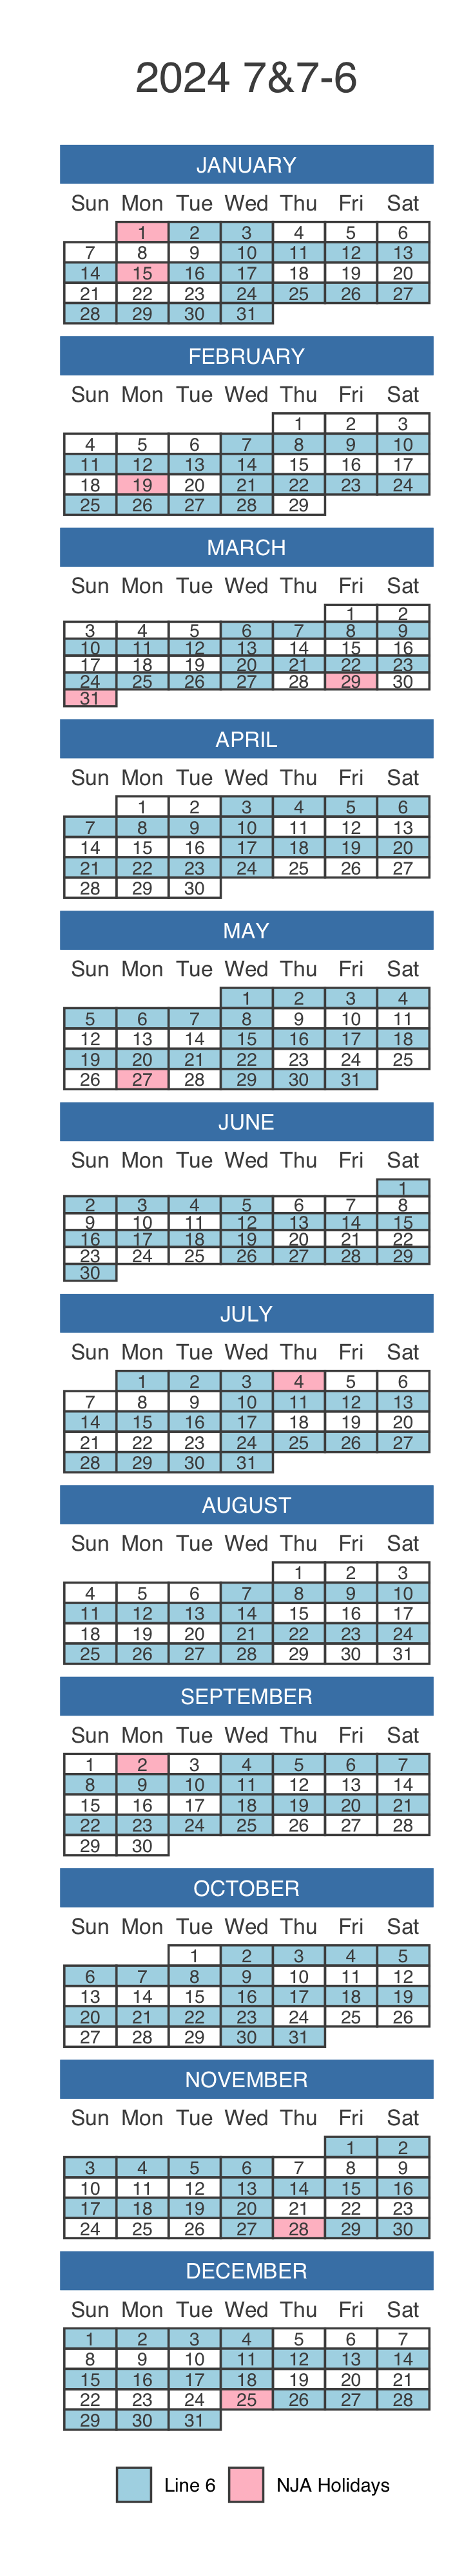 2024 7&7-6
JANUARY
Sun Mon Tue Wed Thu Fri Sat
1 2 3 4 5 6
7 8 9 10 11 12 13
14 15 16 17 18 19 20
21 22 23 24 25 26 27
28 29 30 31
FEBRUARY
Sun Mon Tue Wed Thu Fri Sat
1 2 3
4 5 6 7 8 9 10
11 12 13 14 15 16 17
18 19 20 21 22 23 24
25 26 27 28 29
MARCH
Sun Mon Tue Wed Thu Fri Sat
1 2
3 4 5 6 7 8 9
10 11 12 13 14 15 16
17 18 19 20 21 22 23
24 25 26 27 28 29 30
31
APRIL
Sun Mon Tue Wed Thu Fri Sat
1 2 3 4 5 6
7 8 9 10 11 12 13
14 15 16 17 18 19 20
21 22 23 24 25 26 27
28 29 30
MAY
Sun Mon Tue Wed Thu Fri Sat
1 2 3 4
5 6 7 8 9 10 11
12 13 14 15 16 17 18
19 20 21 22 23 24 25
26 27 28 29 30 31
JUNE
Sun Mon Tue Wed Thu Fri Sat
1
2 3 4 5 6 7 8
9 10 11 12 13 14 15
16 17 18 19 20 21 22
23 24 25 26 27 28 29
30
JULY
Sun Mon Tue Wed Thu Fri Sat
1 2 3 4 5 6
7 8 9 10 11 12 13
14 15 16 17 18 19 20
21 22 23 24 25 26 27
28 29 30 31
AUGUST
Sun Mon Tue Wed Thu Fri Sat
1 2 3
4 5 6 7 8 9 10
11 12 13 14 15 16 17
18 19 20 21 22 23 24
25 26 27 28 29 30 31
SEPTEMBER
Sun Mon Tue Wed Thu Fri Sat
1 2 3 4 5 6 7
8 9 10 11 12 13 14
15 16 17 18 19 20 21
22 23 24 25 26 27 28
29 30
OCTOBER
Sun Mon Tue Wed Thu Fri Sat
1 2 3 4 5
6 7 8 9 10 11 12
13 14 15 16 17 18 19
20 21 22 23 24 25 26
27 28 29 30 31
NOVEMBER
Sun Mon Tue Wed Thu Fri Sat
1 2
3 4 5 6 7 8 9
10 11 12 13 14 15 16
17 18 19 20 21 22 23
24 25 26 27 28 29 30
DECEMBER
Sun Mon Tue Wed Thu Fri Sat
1 2 3 4 5 6 7
8 9 10 11 12 13 14
15 16 17 18 19 20 21
22 23 24 25 26 27 28
29 30 31
Line 6 NJA Holidays